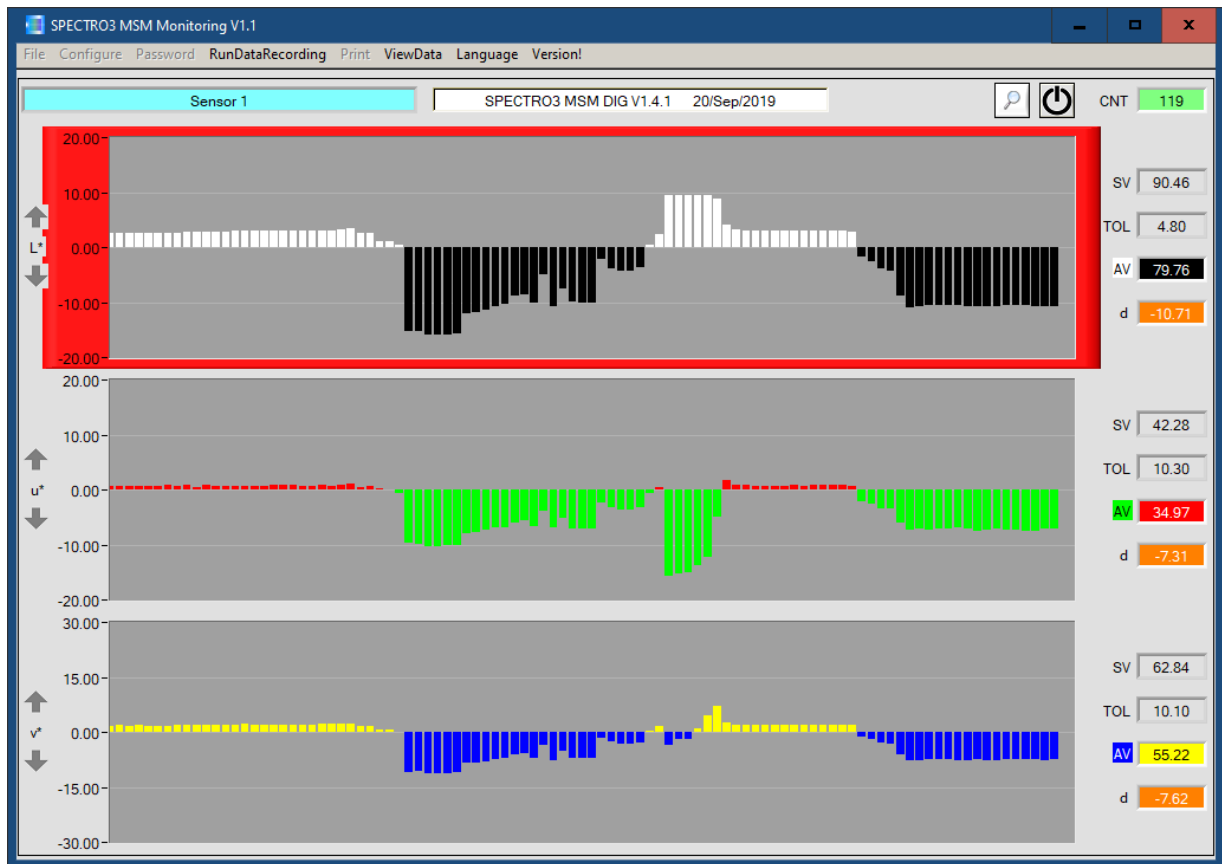 SPECTRO3 MSM Monitoring V1.1
File Configure Password RunDataRecording Print ViewData Language Version!
Sensor 1 SPECTRO3 MSM DIG V1.4.1 20/Sep/2019 CNT 119
20.00
10.00
L* 0.00
-10.00
-20.00
SV 90.46
TOL 4.80
AV 79.76
d -10.71
20.00
10.00
u* 0.00
-10.00
-20.00
SV 42.28
TOL 10.30
AV 34.97
d -7.31
30.00
15.00
v* 0.00
-15.00
-30.00
SV 62.84
TOL 10.10
AV 55.22
d -7.62